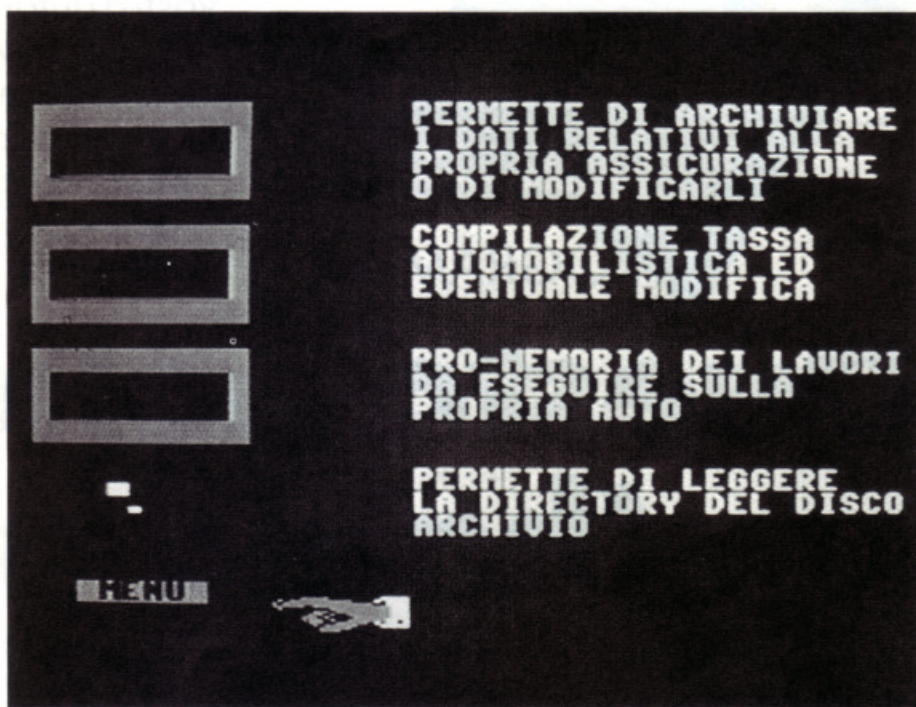 PERMETTE DI ARCHIVIARE
I DATI RELATIVI ALLA
PROPRIA ASSICURAZIONE
O DI MODIFICARLI
COMPILAZIONE TASSA
AUTOMOBILISTICA ED
EVENTUALE MODIFICA
PRO-MEMORIA DEI LAVORI
DA ESEGUIRE SULLA
PROPRIA AUTO
PERMETTE DI LEGGERE
LA DIRECTORY DEL DISCO
ARCHIVIO
MENU